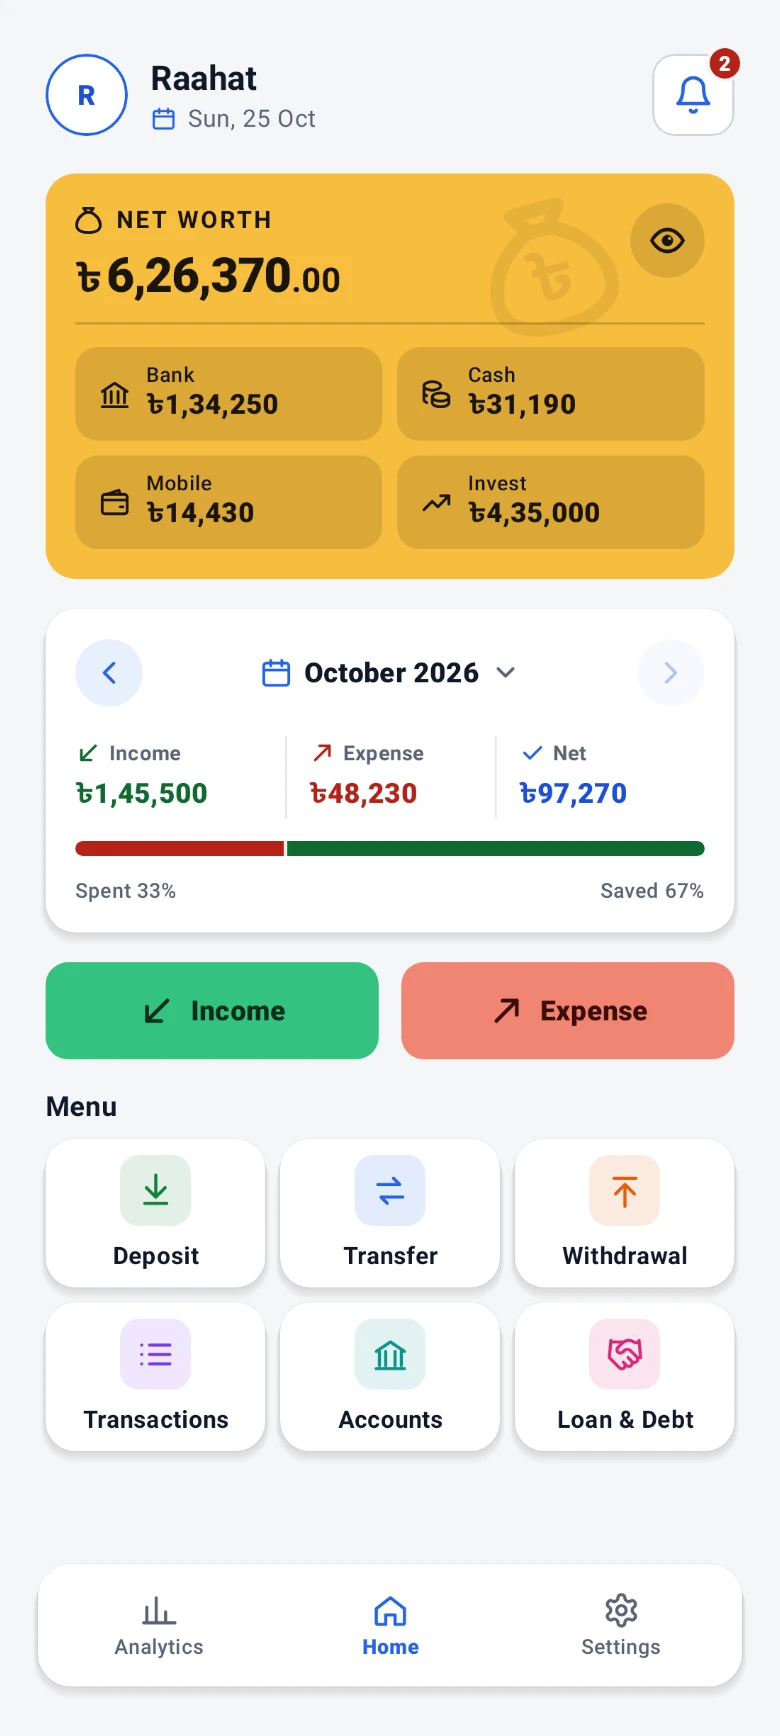 R
Raahat
2
Sun, 25 Oct
NET WORTH
৳6,26,370.00
৳
Bank
৳1,34,250
Cash
৳31,190
Mobile
৳14,430
Invest
৳4,35,000
October 2026
Income
৳1,45,500
Expense
৳48,230
Net
৳97,270
Spent 33%
Saved 67%
Income
Expense
Menu
Deposit
Transfer
Withdrawal
Transactions
Accounts
Loan & Debt
Analytics
Home
Settings